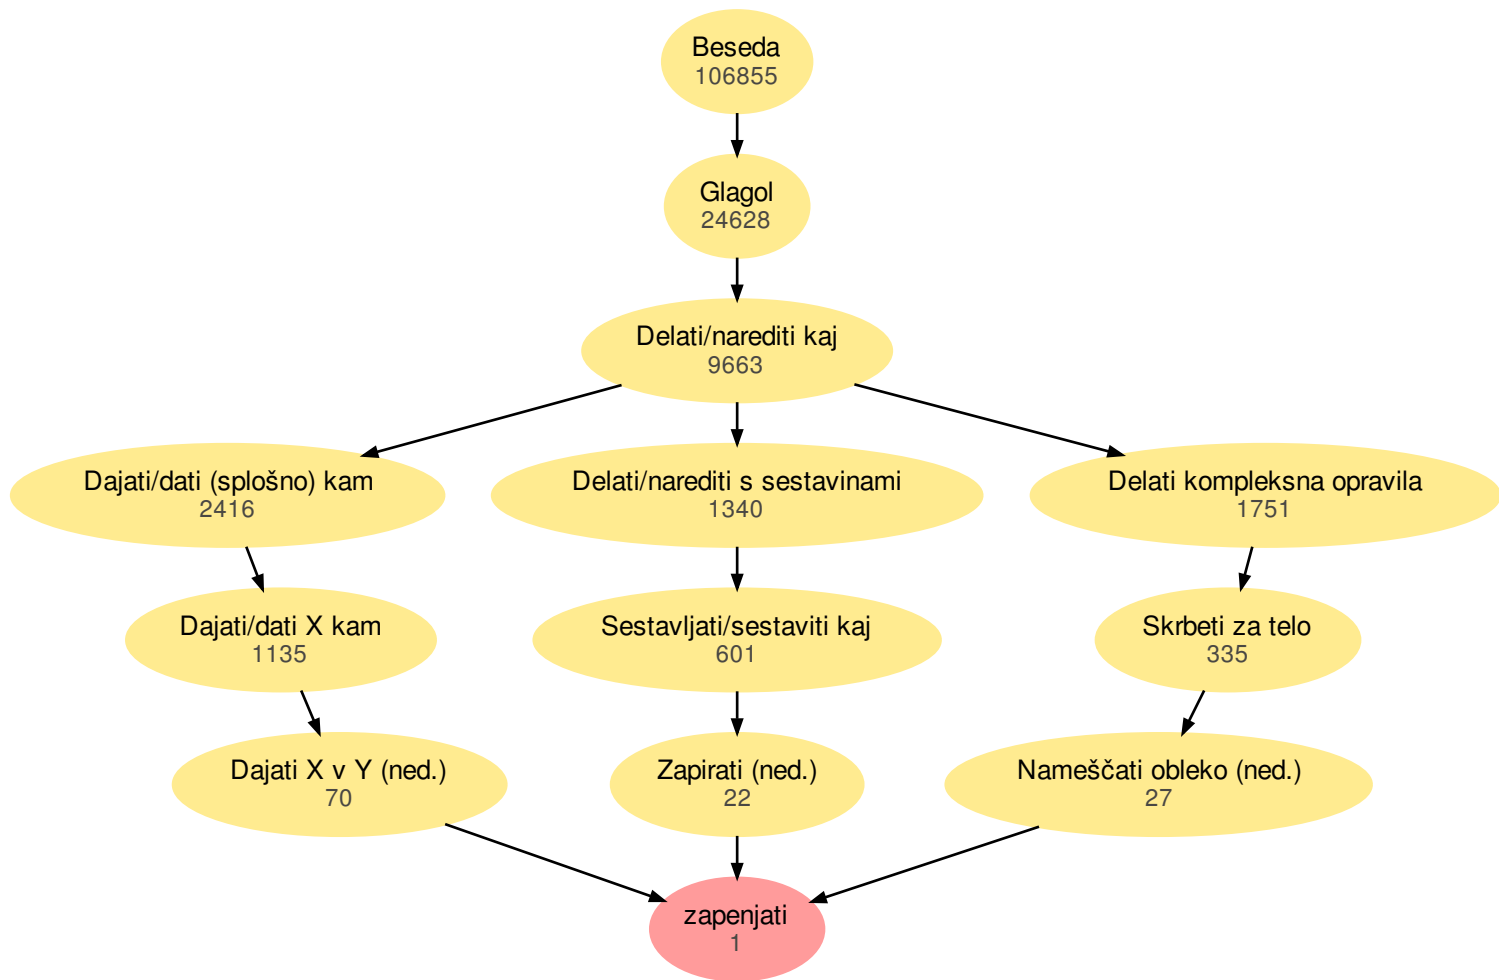 Beseda
106855
Glagol
24628
Delati/narediti kaj
9663
Dajati/dati (splošno) kam
2416
Delati/narediti s sestavinami
1340
Delati kompleksna opravila
1751
Dajati/dati X kam
1135
Sestavljati/sestaviti kaj
601
Skrbeti za telo
335
Dajati X v Y (ned.)
70
Zapirati (ned.)
22
Nameščati obleko (ned.)
27
zapenjati
1